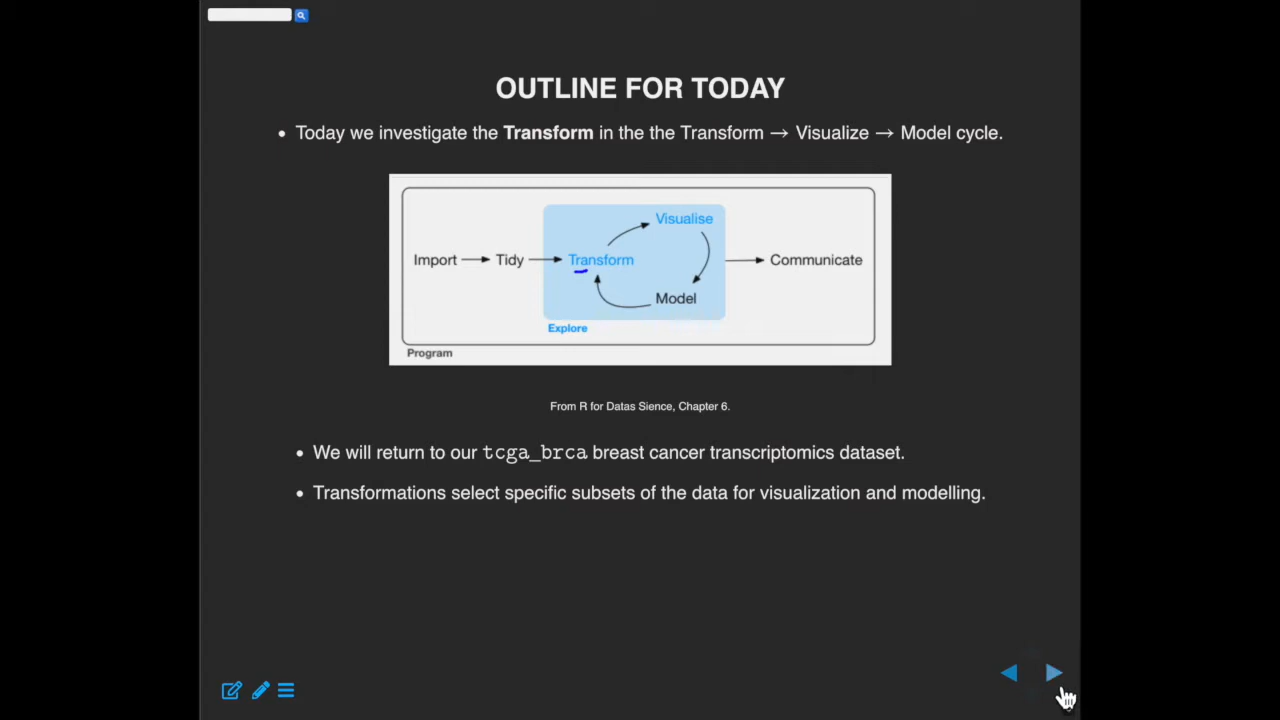 OUTLINE FOR TODAY
• Today we investigate the Transform in the the Transform → Visualize → Model cycle.
Visualise
Import → Tidy → Transform
Communicate
Model
Explore
Program
From R for Datas Sience, Chapter 6.
• We will return to our tcga_brca breast cancer transcriptomics dataset.
• Transformations select specific subsets of the data for visualization and modelling.